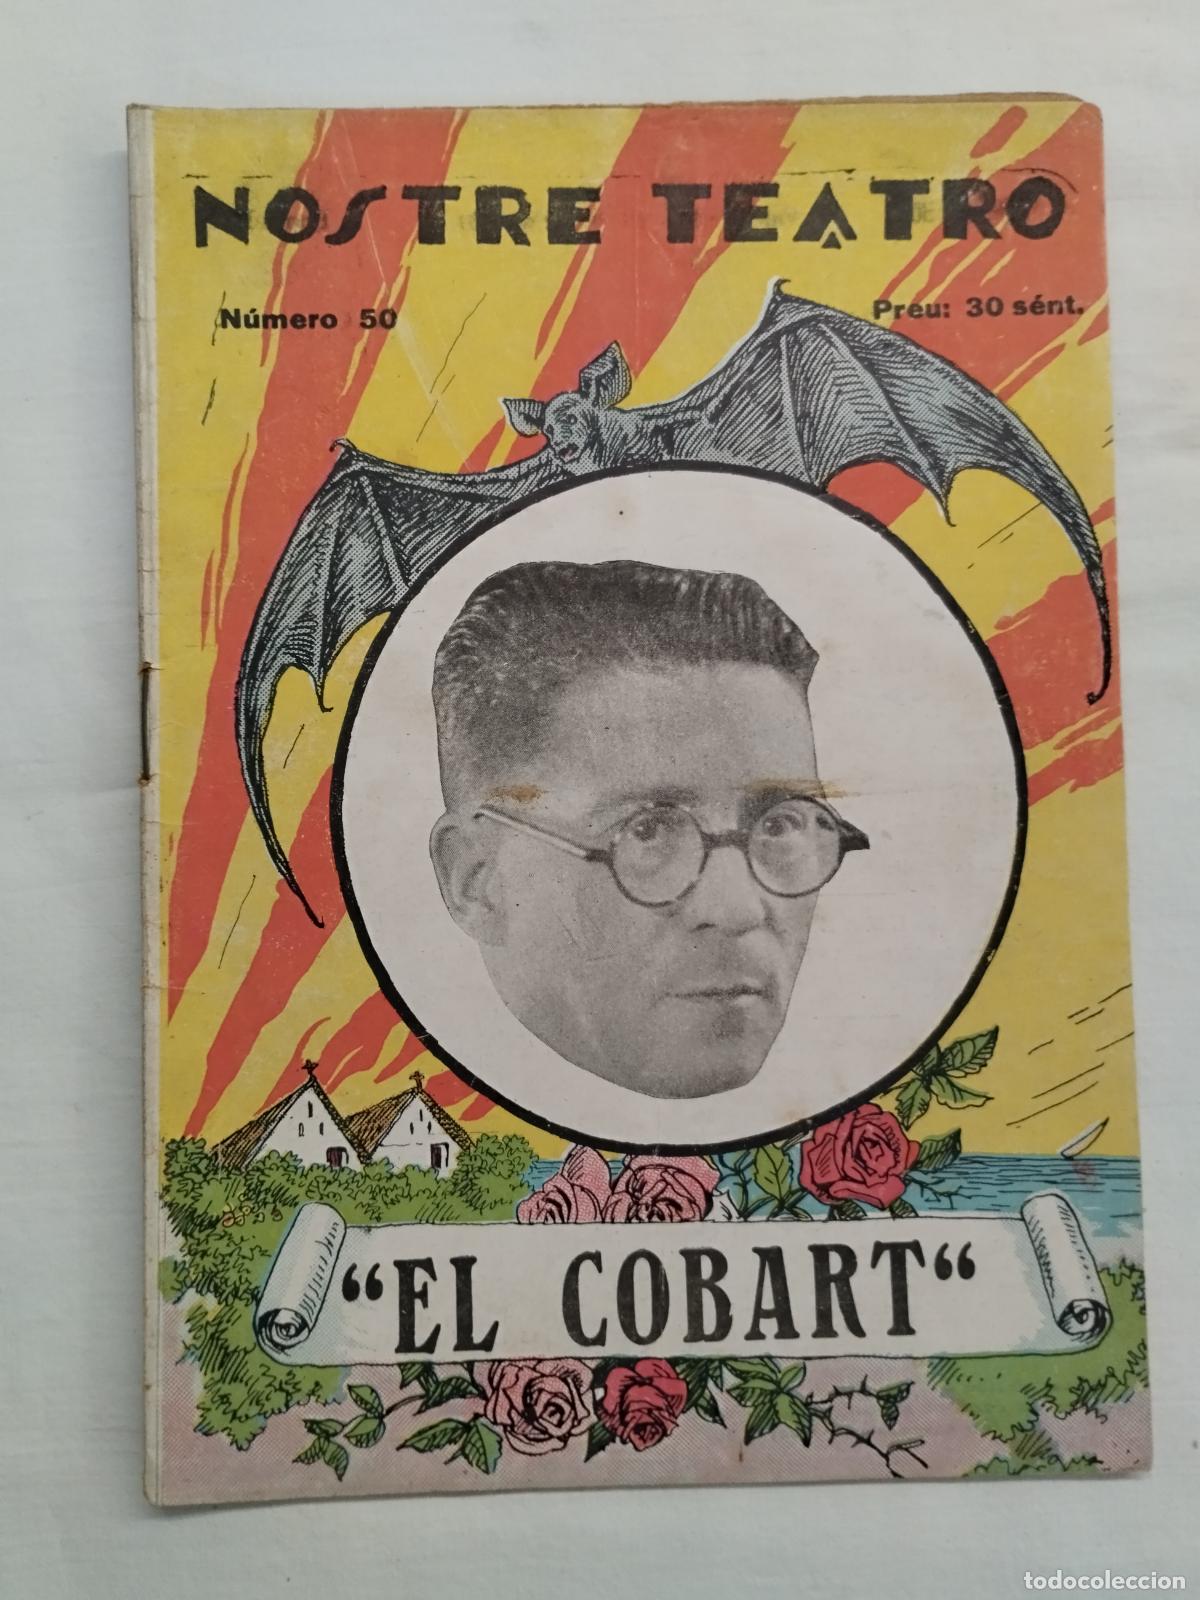 NOSTRE TEATRO
Número 50
Preu: 30 sént.
"EL COBART"
todocoleccion